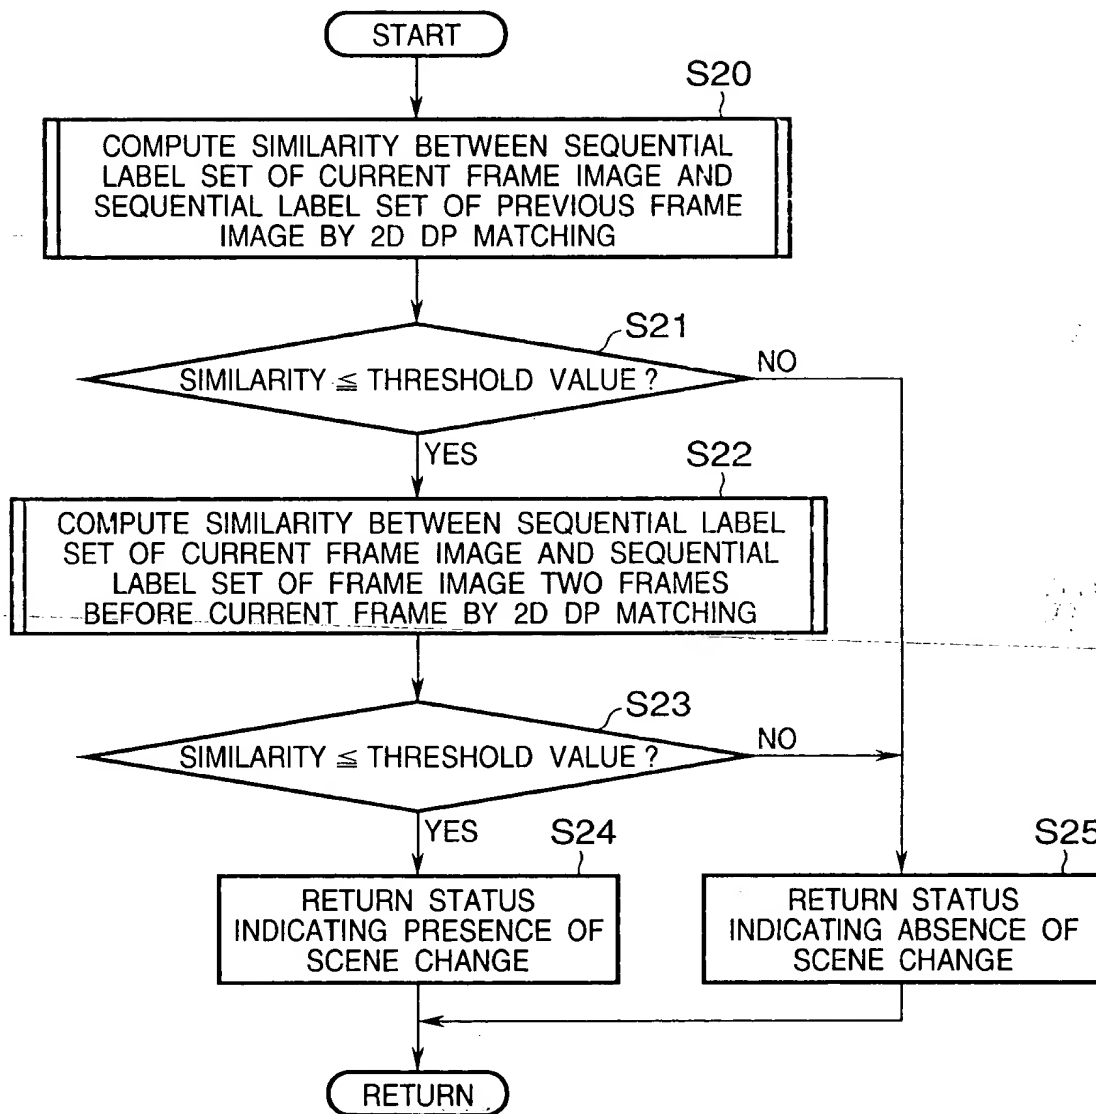 START
S20
COMPUTE SIMILARITY BETWEEN SEQUENTIAL
LABEL SET OF CURRENT FRAME IMAGE AND
SEQUENTIAL LABEL SET OF PREVIOUS FRAME
IMAGE BY 2D DP MATCHING
S21
SIMILARITY ≦ THRESHOLD VALUE ?
NO
YES
S22
COMPUTE SIMILARITY BETWEEN SEQUENTIAL LABEL
SET OF CURRENT FRAME IMAGE AND SEQUENTIAL
LABEL SET OF FRAME IMAGE TWO FRAMES
BEFORE CURRENT FRAME BY 2D DP MATCHING
S23
SIMILARITY ≦ THRESHOLD VALUE ?
NO
YES
S24
RETURN STATUS
INDICATING PRESENCE OF
SCENE CHANGE
S25
RETURN STATUS
INDICATING ABSENCE OF
SCENE CHANGE
RETURN